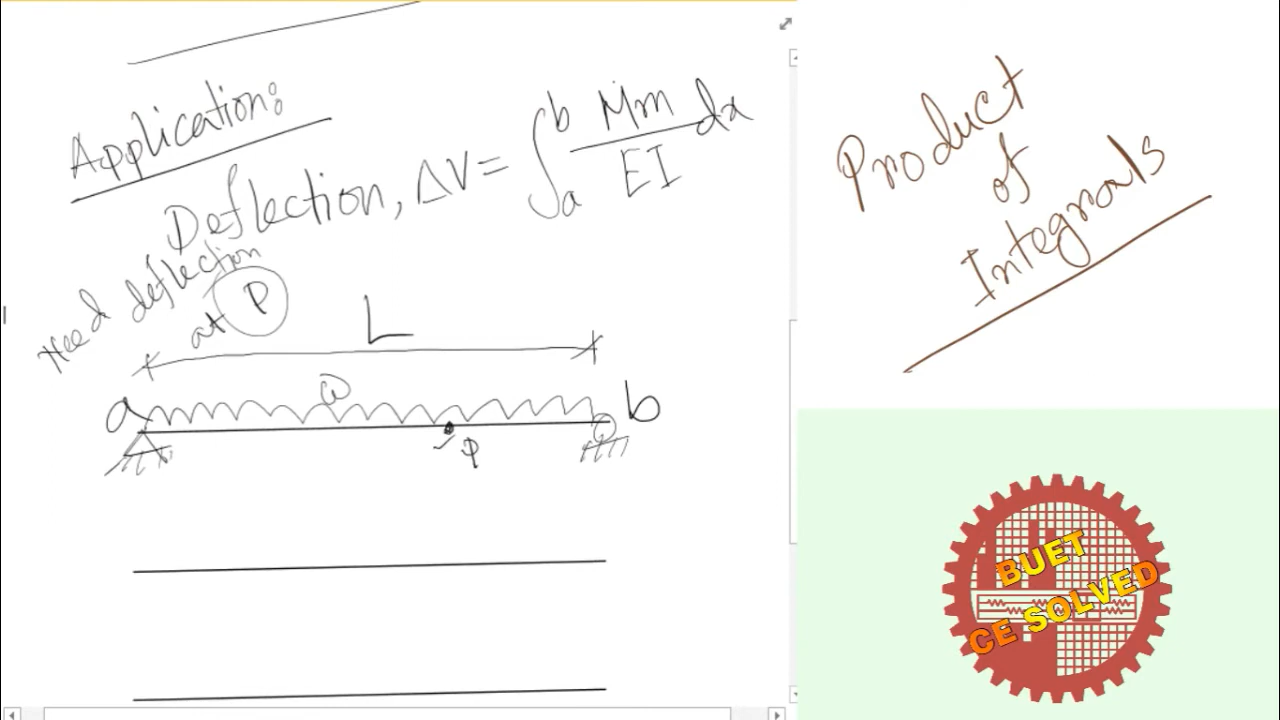 Application:
Deflection, ΔV = ∫ₐᵇ Mm/EI dx
Need deflection
at P
L
ω
a
b
P
Product
of
Integrals
BUET
CE SOLVED